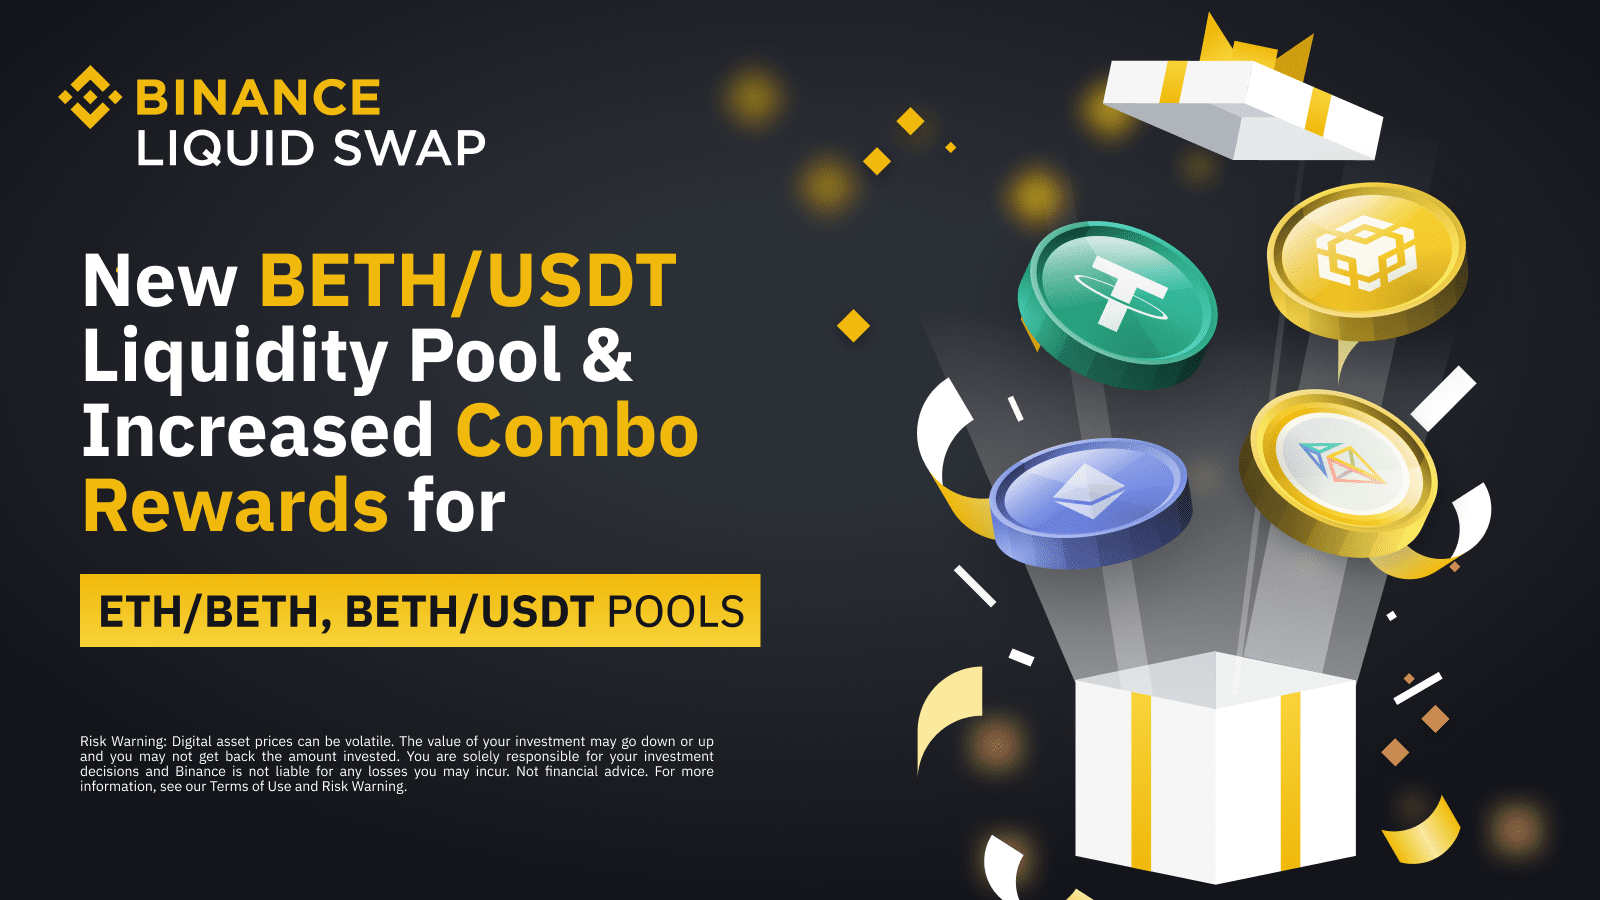 BINANCE
LIQUID SWAP
New BETH/USDT
Liquidity Pool &
Increased Combo
Rewards for
ETH/BETH, BETH/USDT POOLS
Risk Warning: Digital asset prices can be volatile. The value of your investment may go down or up
and you may not get back the amount invested. You are solely responsible for your investment
decisions and Binance is not liable for any losses you may incur. Not financial advice. For more
information, see our Terms of Use and Risk Warning.